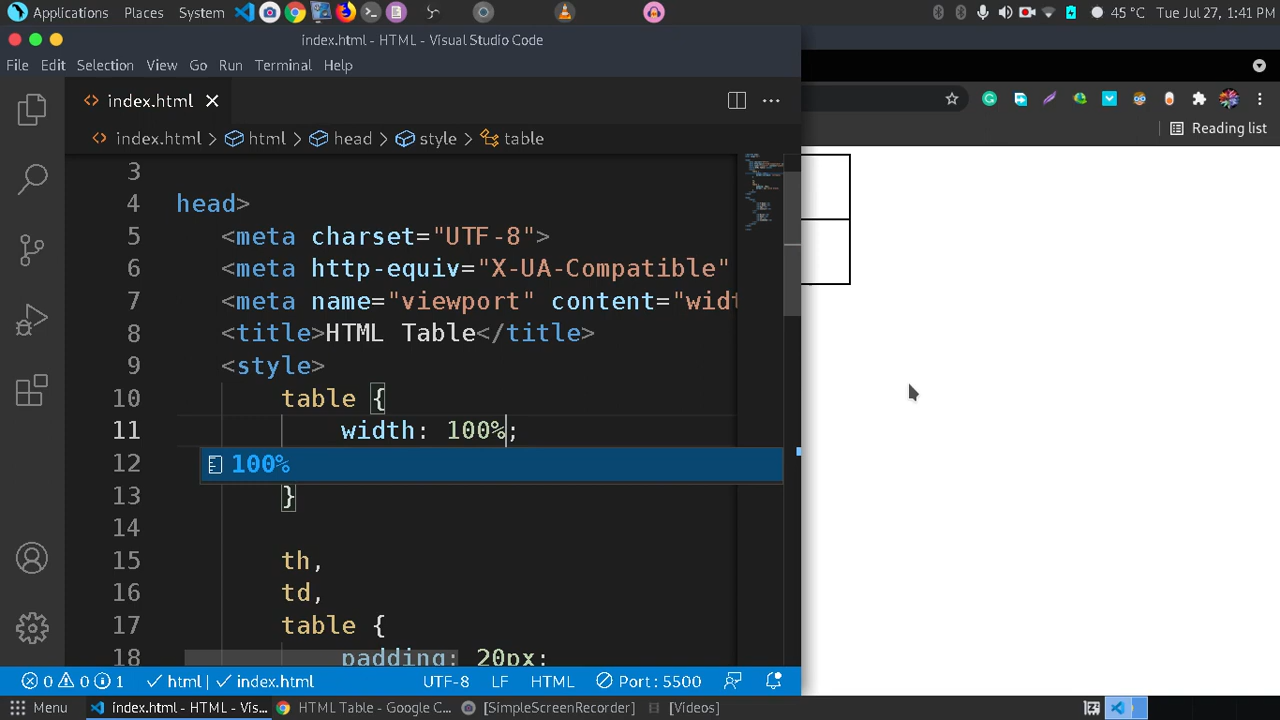 Applications Places System 45 °C Tue Jul 27, 1:41 PM
index.html - HTML - Visual Studio Code
File Edit Selection View Go Run Terminal Help
index.html
index.html > html > head > style > table
Reading list
3
4 head>
5 <meta charset="UTF-8">
6 <meta http-equiv="X-UA-Compatible"
7 <meta name="viewport" content="widt
8 <title>HTML Table</title>
9 <style>
10 table {
11 width: 100%;
12 100%
13 }
14
15 th,
16 td,
17 table {
18 padding: 20px;
0 0 1 html | index.html UTF-8 LF HTML Port : 5500
Menu index.html - HTML - Vis... HTML Table - Google C... [SimpleScreenRecorder] [Videos]